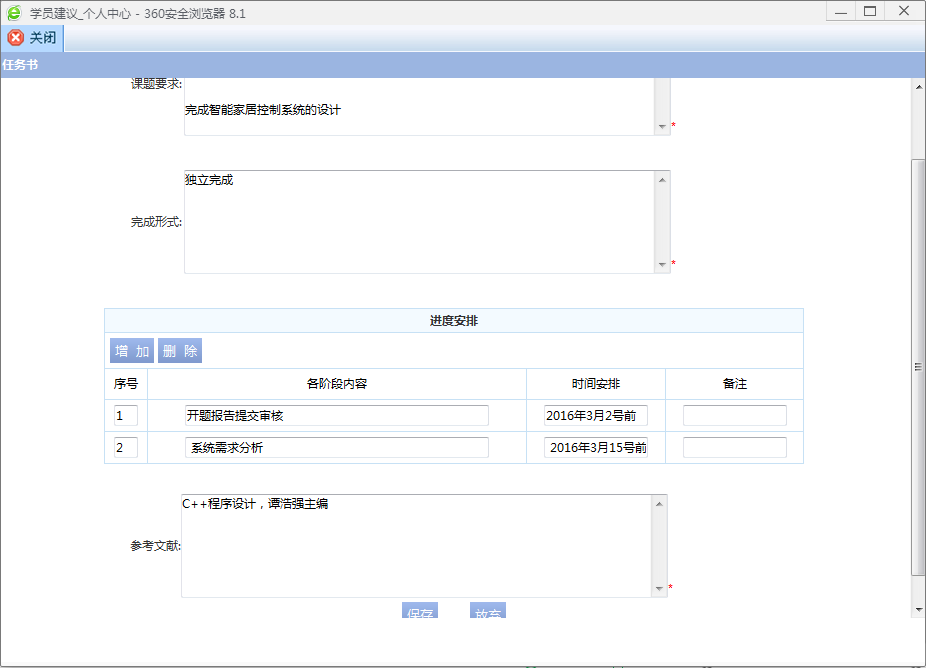 学员建议_个人中心 - 360安全浏览器 8.1
关闭
任务书
课题要求:
完成智能家居控制系统的设计
*
独立完成
完成形式:
*
进度安排
增 加 删 除
序号 各阶段内容 时间安排 备注
1 开题报告提交审核 2016年3月2号前
2 系统需求分析 2016年3月15号前
C++程序设计，谭浩强主编
参考文献:
*
保存 放弃